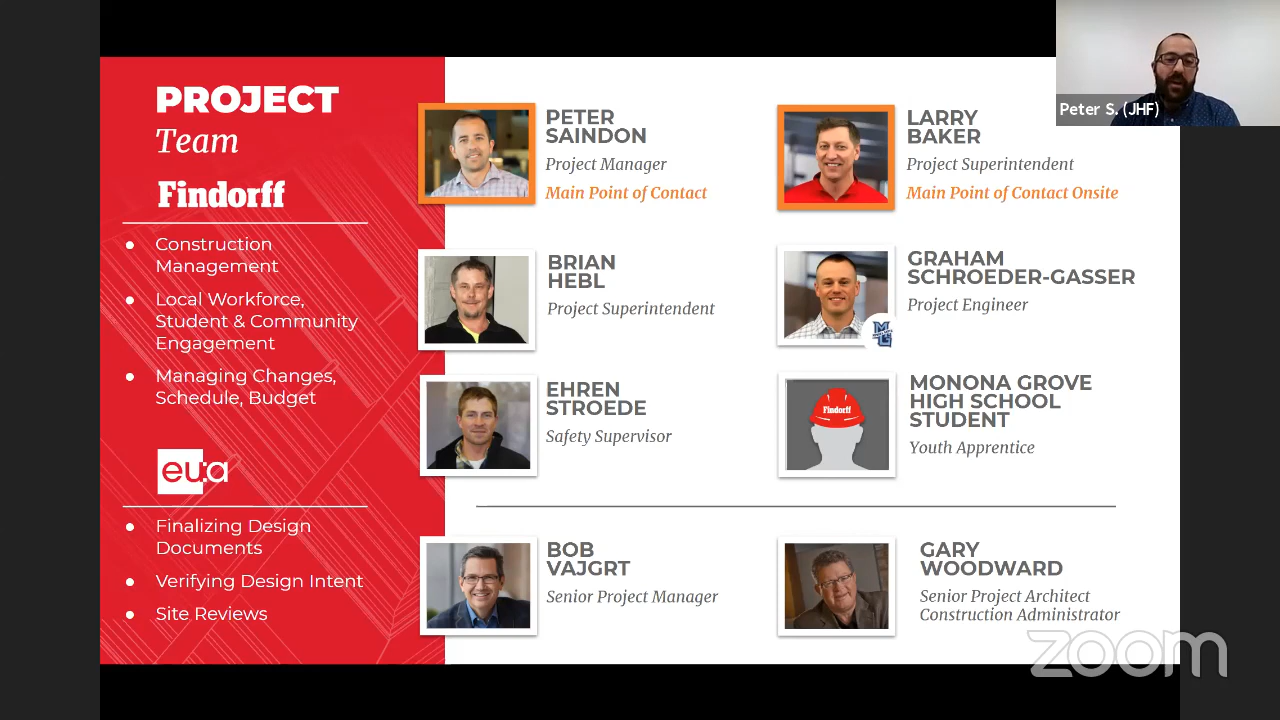 PROJECT
Team
Findorff
Construction
Management
Local Workforce,
Student & Community
Engagement
Managing Changes,
Schedule, Budget
eu:a
Finalizing Design
Documents
Verifying Design Intent
Site Reviews
PETER
SAINDON
Project Manager
Main Point of Contact
LARRY
BAKER
Project Superintendent
Main Point of Contact Onsite
BRIAN
HEBL
Project Superintendent
GRAHAM
SCHROEDER-GASSER
Project Engineer
MG
EHREN
STROEDE
Safety Supervisor
Findorff
MONONA GROVE
HIGH SCHOOL
STUDENT
Youth Apprentice
BOB
VAJGRT
Senior Project Manager
GARY
WOODWARD
Senior Project Architect
Construction Administrator
Peter S. (JHF)
zoom